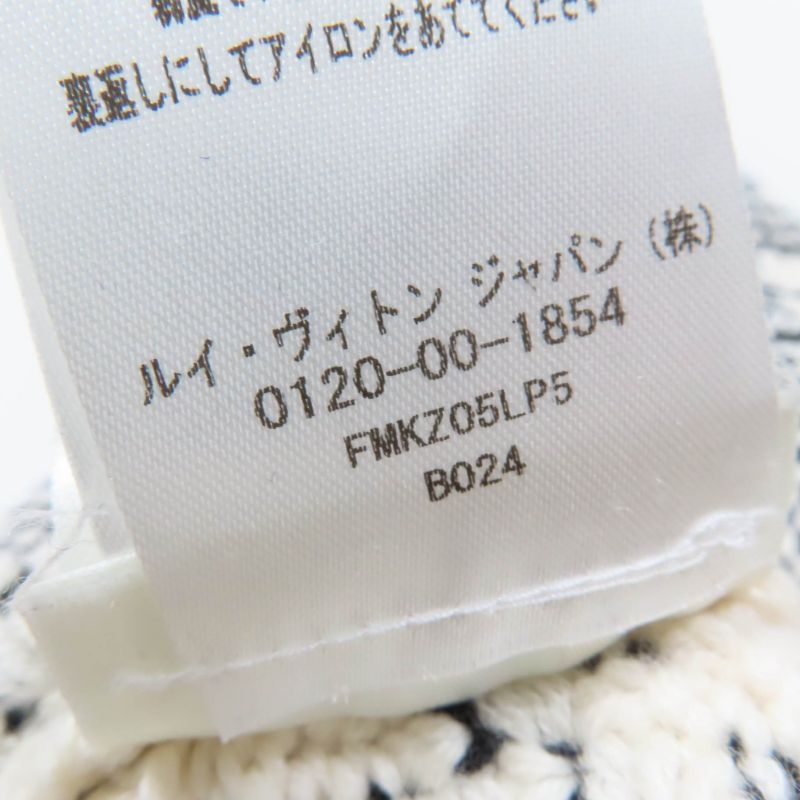 裏返しにしてアイロンをあててください
ルイ・ヴィトン ジャパン (株)
0120-00-1854
FMKZ05LP5
B024